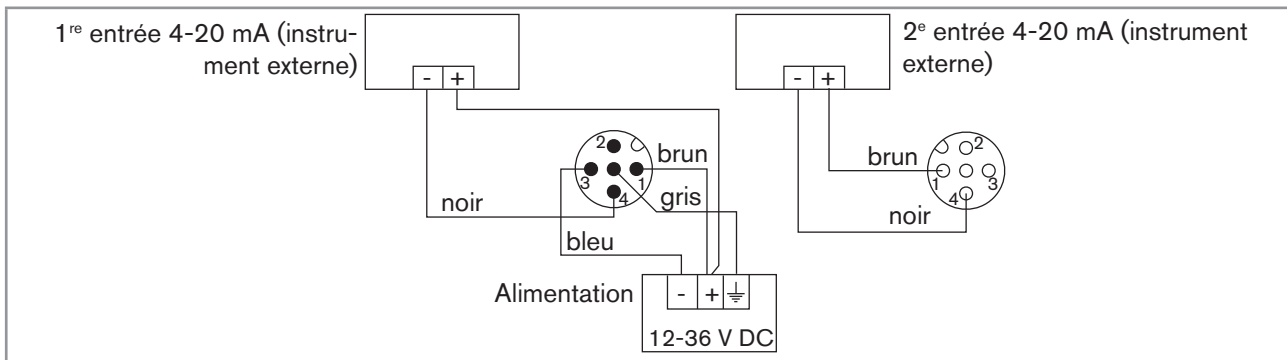 1re entrée 4-20 mA (instru-
ment externe)
- +
2e entrée 4-20 mA (instrument
externe)
- +
2
brun
3
1
4
gris
noir
bleu
Alimentation
- +
12-36 V DC
brun
2
1
3
4
noir